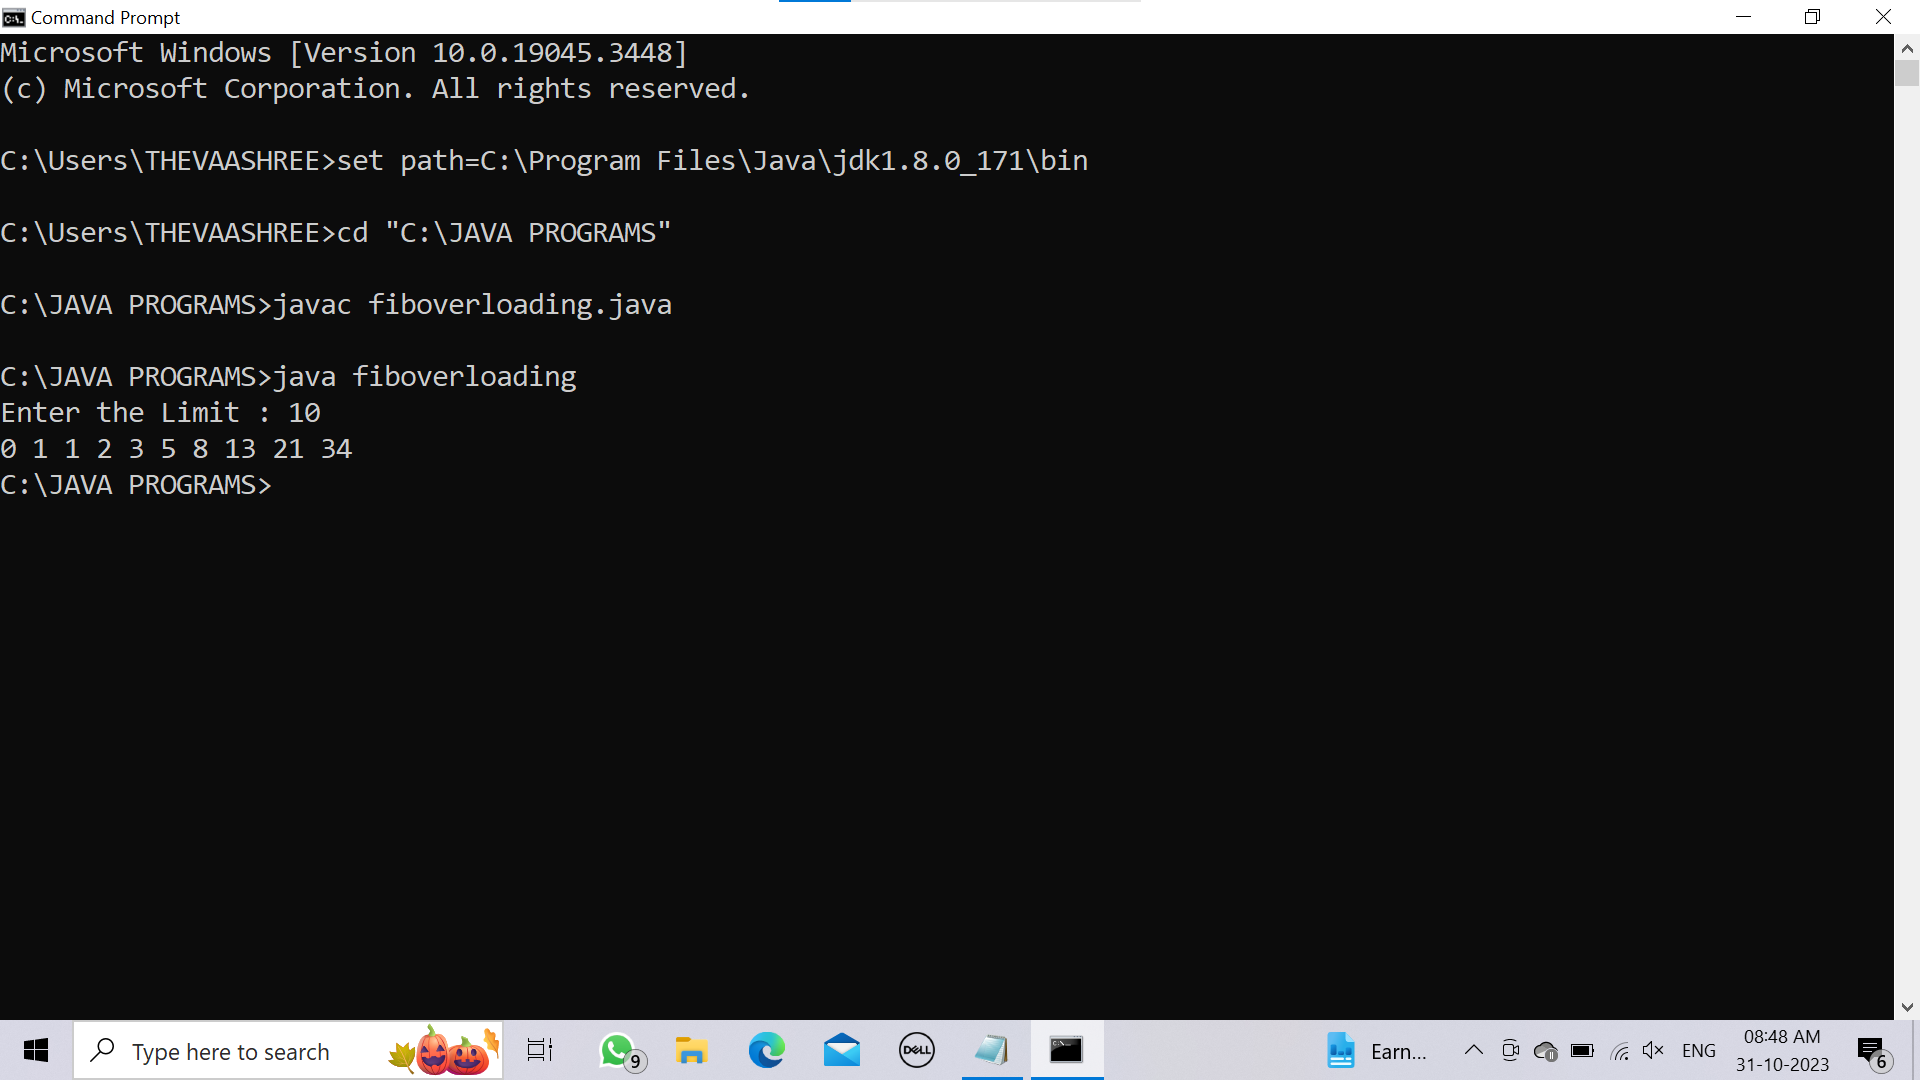 Command Prompt
Microsoft Windows [Version 10.0.19045.3448]
(c) Microsoft Corporation. All rights reserved.
C:\Users\THEVAASHREE>set path=C:\Program Files\Java\jdk1.8.0_171\bin
C:\Users\THEVAASHREE>cd "C:\JAVA PROGRAMS"
C:\JAVA PROGRAMS>javac fiboverloading.java
C:\JAVA PROGRAMS>java fiboverloading
Enter the Limit : 10
0 1 1 2 3 5 8 13 21 34
C:\JAVA PROGRAMS>
Type here to search
9
DELL
Earn...
ENG
08:48 AM
31-10-2023
6